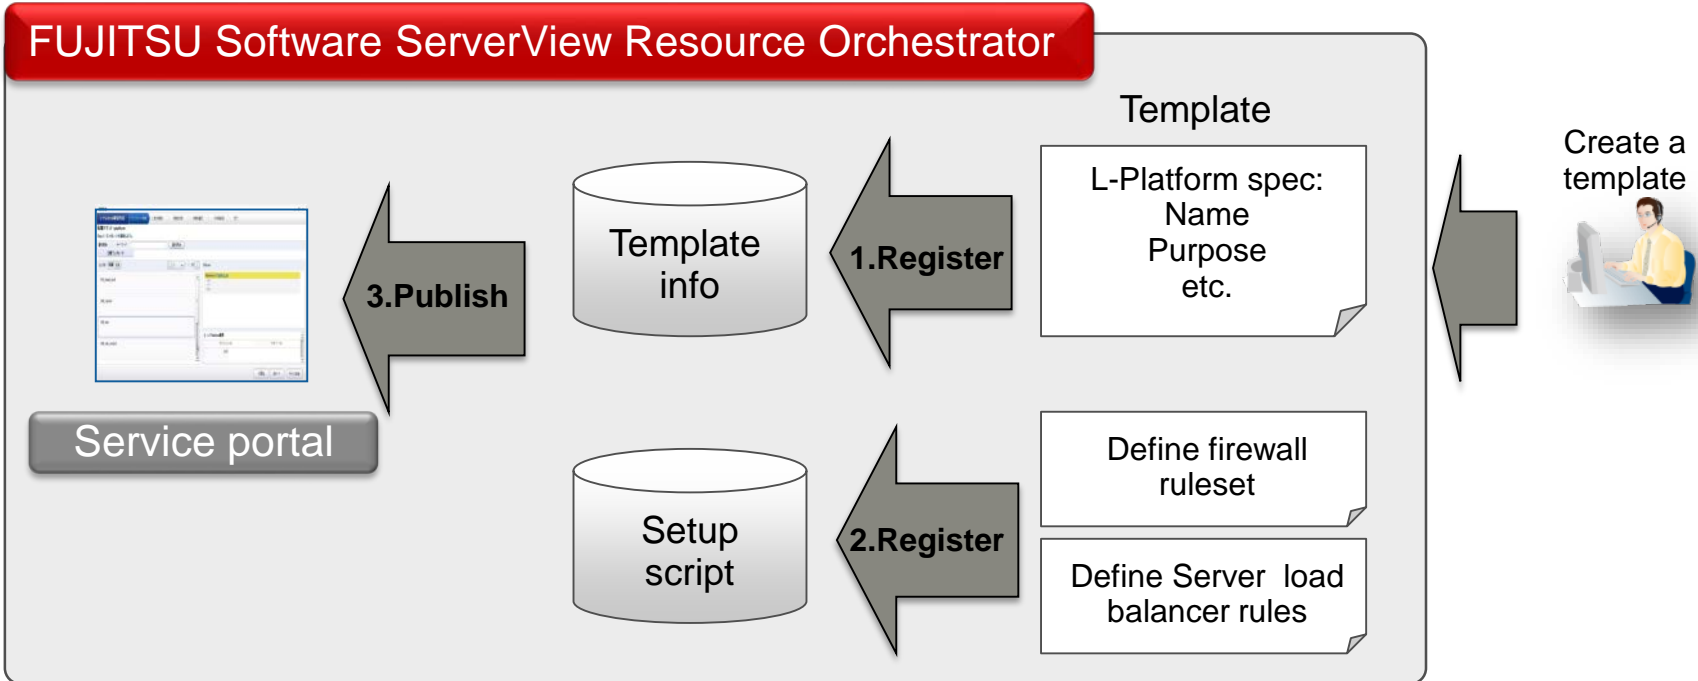 FUJITSU Software ServerView Resource Orchestrator
Template
Create a
template
L-Platform spec:
Name
Purpose
etc.
1.Register
Template
info
3.Publish
Service portal
Define firewall
ruleset
2.Register
Setup
script
Define Server  load
balancer rules